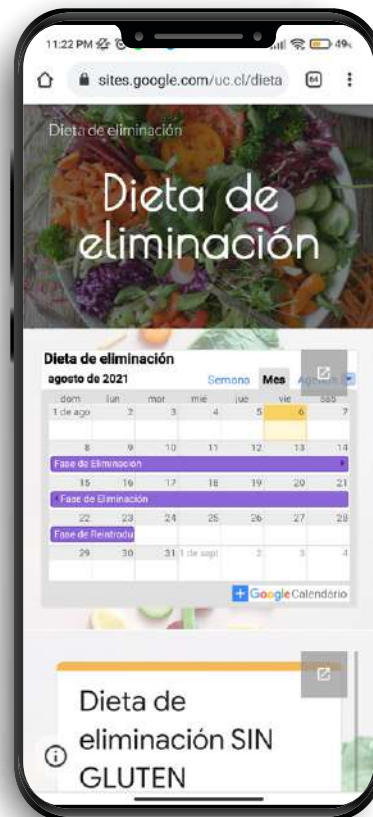 11:22 PM
49%
sites.google.com/uc.cl/dieta
64
Dieta de eliminación
Dieta de
eliminación
Dieta de eliminación
agosto de 2021
Semana Mes
dom lun mar mié jue vie sáb
1 de ago 2 3 4 5 6 7
8 9 10 11 12 13 14
Fase de Eliminación
15 16 17 18 19 20 21
Fase de Eliminación
22 23 24 25 26 27 28
Fase de Reintrodu
29 30 31 1 de sept 2 3 4
Google Calendario
Dieta de
eliminación SIN
GLUTEN